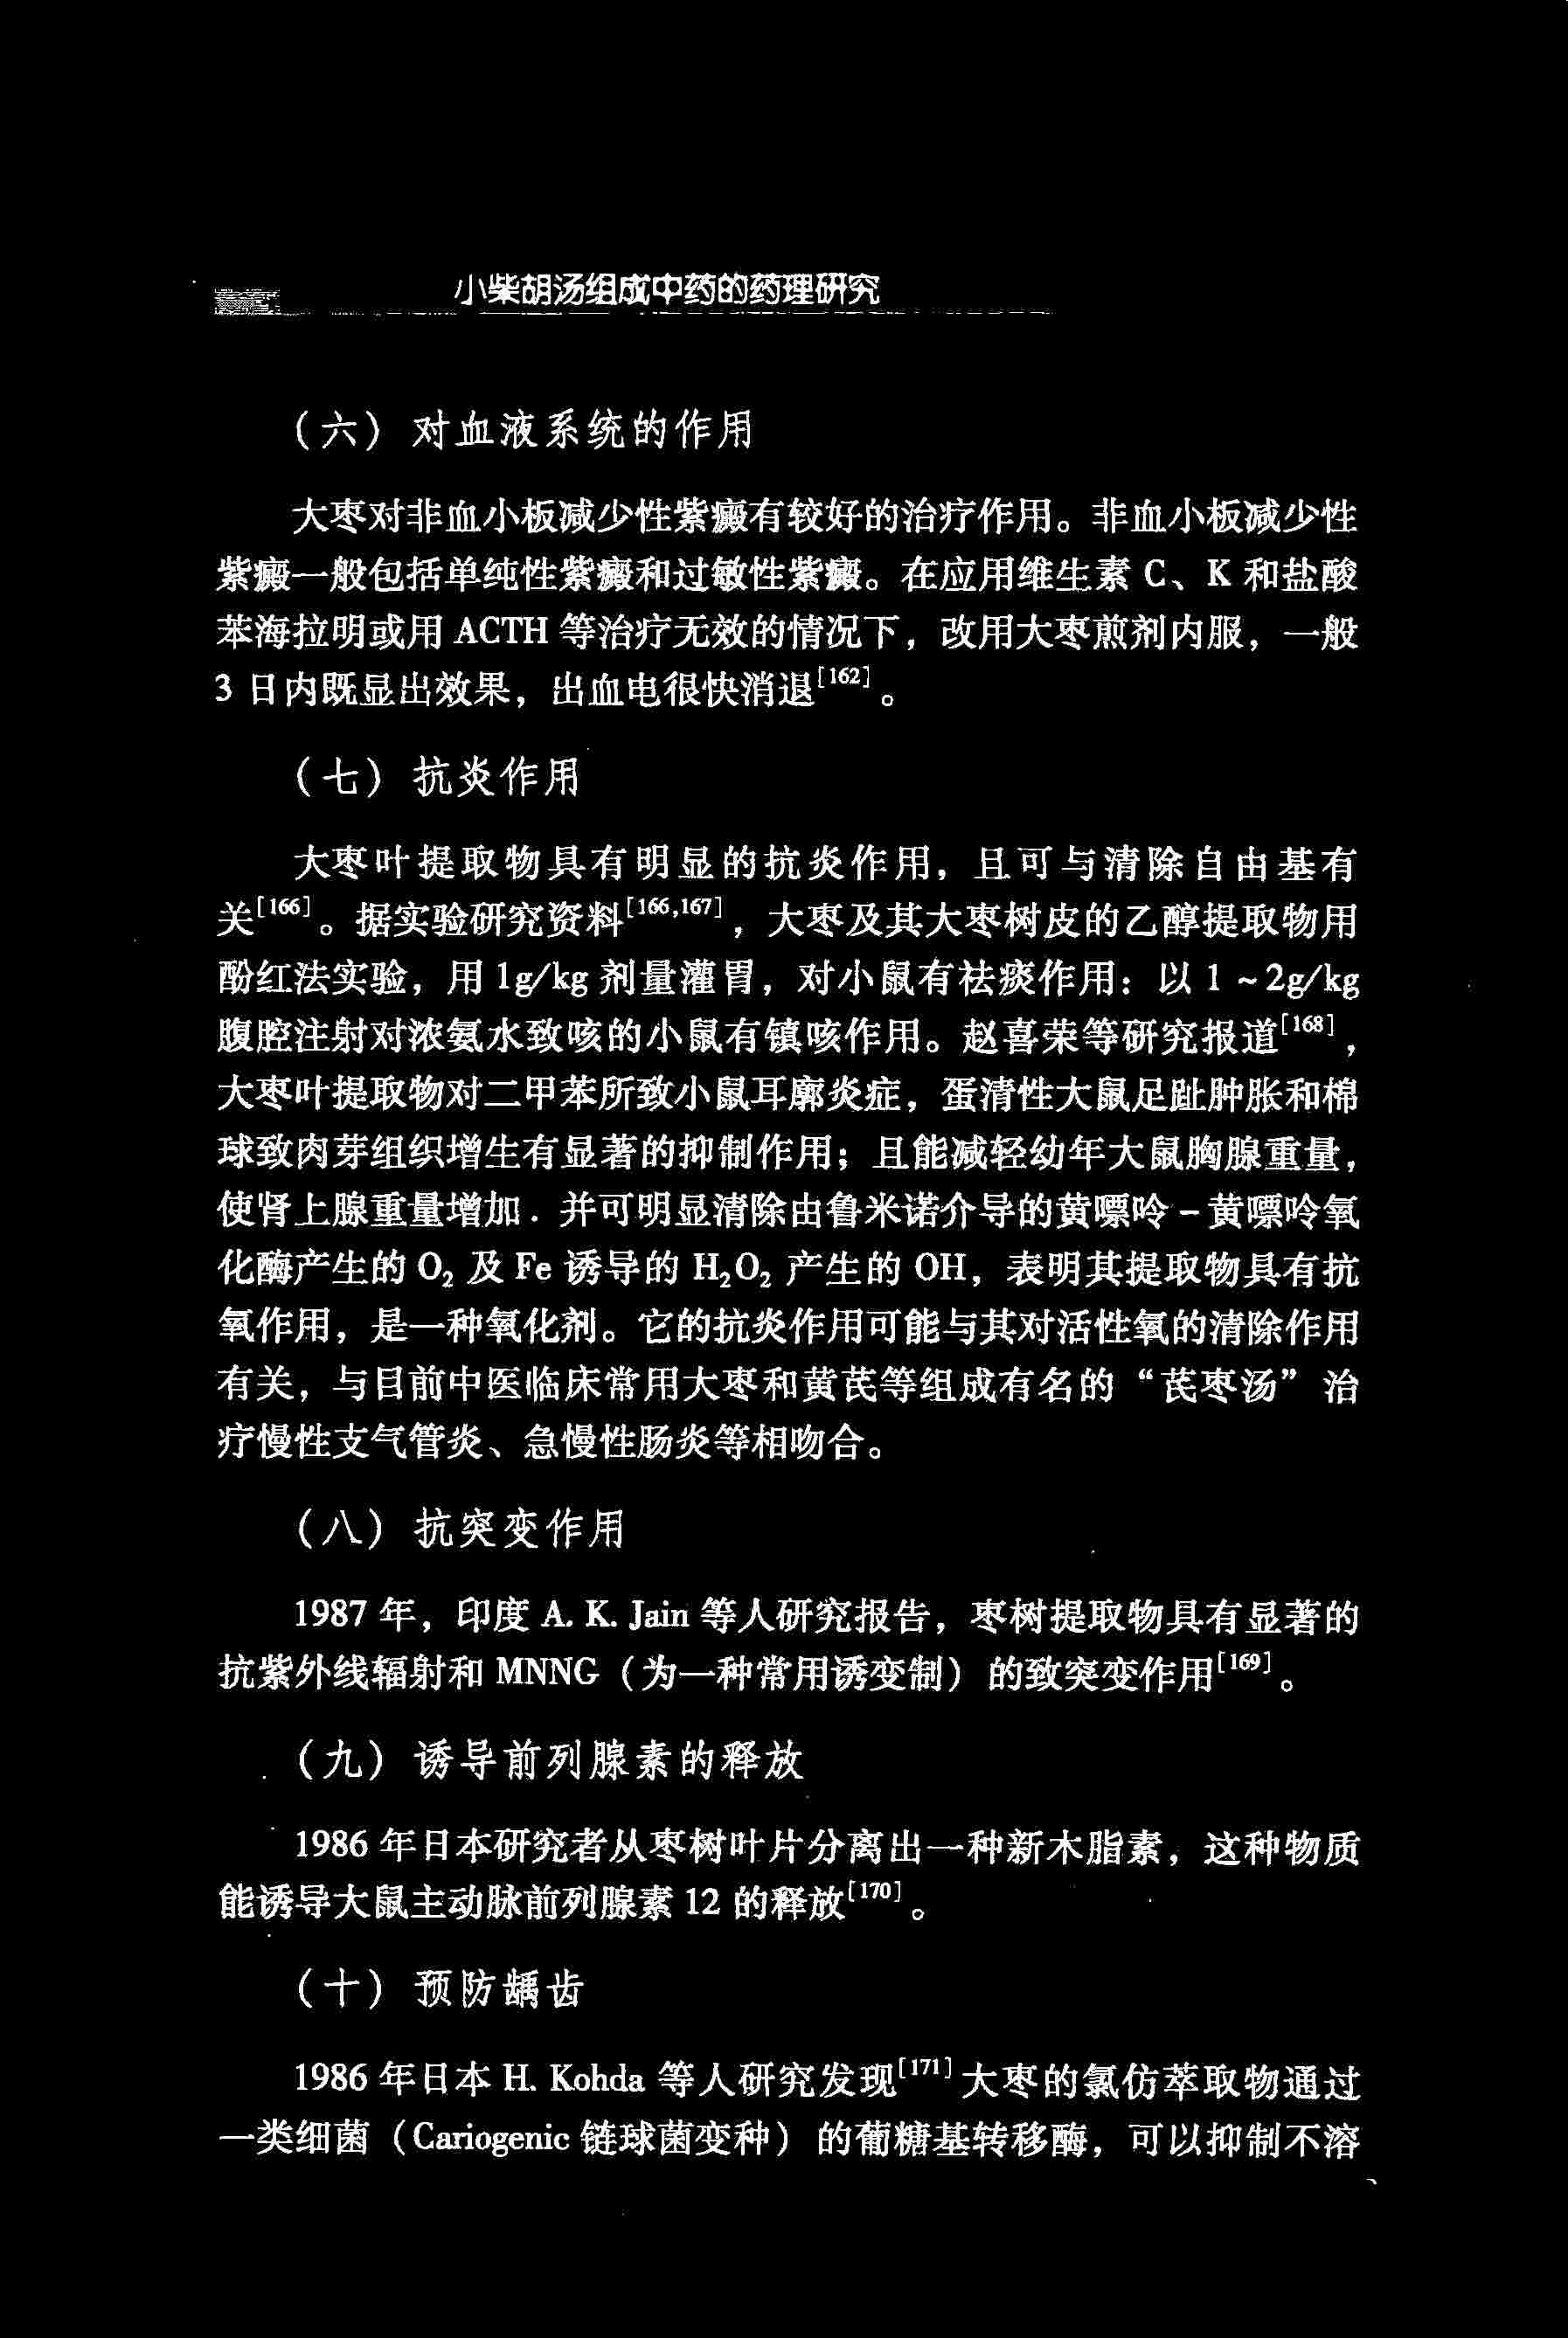 小柴胡汤组成中药的药理研究
（六）对血液系统的作用
大枣对非血小板减少性紫癜有较好的治疗作用。非血小板减少性
紫癜一般包括单纯性紫癜和过敏性紫癜。在应用维生素 C、K 和盐酸
苯海拉明或用 ACTH 等治疗无效的情况下，改用大枣煎剂内服，一般
3 日内既显出效果，出血电很快消退[162]。
（七）抗炎作用
大枣叶提取物具有明显的抗炎作用，且可与清除自由基有
关[166]。据实验研究资料[166,167]，大枣及其大枣树皮的乙醇提取物用
酚红法实验，用 1g/kg 剂量灌胃，对小鼠有祛痰作用：以 1 ~ 2g/kg
腹腔注射对浓氨水致咳的小鼠有镇咳作用。赵喜荣等研究报道[168]，
大枣叶提取物对二甲苯所致小鼠耳廓炎症，蛋清性大鼠足趾肿胀和棉
球致肉芽组织增生有显著的抑制作用；且能减轻幼年大鼠胸腺重量，
使肾上腺重量增加．并可明显清除由鲁米诺介导的黄嘌呤－黄嘌呤氧
化酶产生的 O₂ 及 Fe 诱导的 H₂O₂ 产生的 OH，表明其提取物具有抗
氧作用，是一种氧化剂。它的抗炎作用可能与其对活性氧的清除作用
有关，与目前中医临床常用大枣和黄芪等组成有名的“芪枣汤”治
疗慢性支气管炎、急慢性肠炎等相吻合。
（八）抗突变作用
1987 年，印度 A. K. Jain 等人研究报告，枣树提取物具有显著的
抗紫外线辐射和 MNNG（为一种常用诱变制）的致突变作用[169]。
（九）诱导前列腺素的释放
1986 年日本研究者从枣树叶片分离出一种新木脂素，这种物质
能诱导大鼠主动脉前列腺素 12 的释放[170]。
（十）预防龋齿
1986 年日本 H. Kohda 等人研究发现[171]大枣的氯仿萃取物通过
一类细菌（Cariogenic 链球菌变种）的葡糖基转移酶，可以抑制不溶